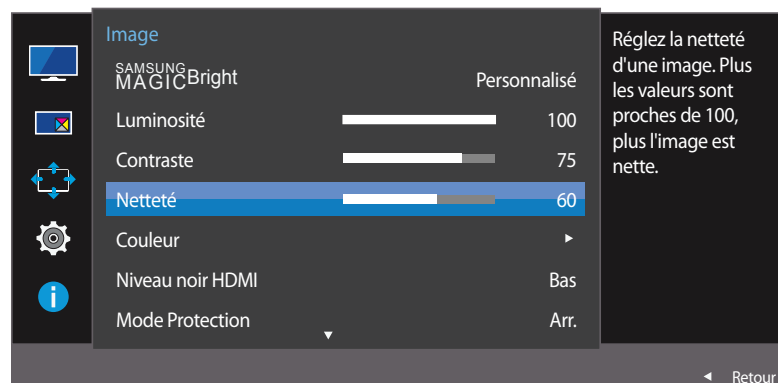 Image
SAMSUNG
MAGICBright Personnalisé
Luminosité 100
Contraste 75
Netteté 60
Couleur
Niveau noir HDMI Bas
Mode Protection Arr.
Réglez la netteté
d'une image. Plus
les valeurs sont
proches de 100,
plus l'image est
nette.
Retour